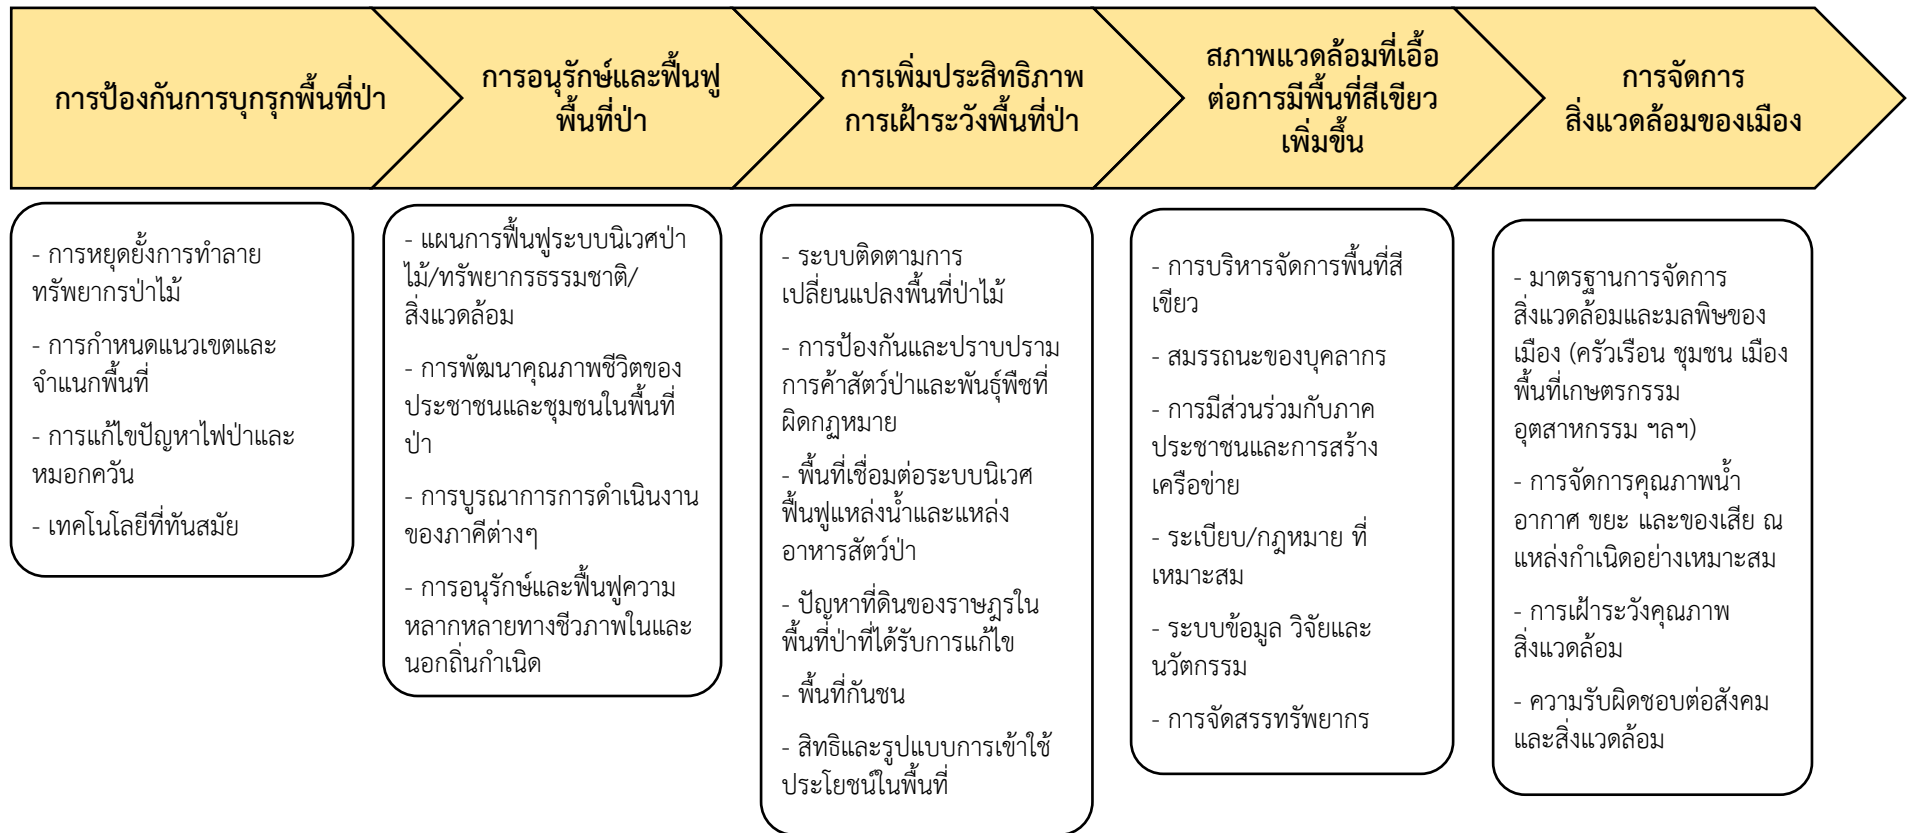 การป้องกันการบุกรุกพื้นที่ป่า
การอนุรักษ์และฟื้นฟู
พื้นที่ป่า
การเพิ่มประสิทธิภาพ
การเฝ้าระวังพื้นที่ป่า
สภาพแวดล้อมที่เอื้อ
ต่อการมีพื้นที่สีเขียว
เพิ่มขึ้น
การจัดการ
สิ่งแวดล้อมของเมือง
- การหยุดยั้งการทำลาย
ทรัพยากรป่าไม้
- การกำหนดแนวเขตและ
จำแนกพื้นที่
- การแก้ไขปัญหาไฟป่าและ
หมอกควัน
- เทคโนโลยีที่ทันสมัย
- แผนการฟื้นฟูระบบนิเวศป่า
ไม้/ทรัพยากรธรรมชาติ/
สิ่งแวดล้อม
- การพัฒนาคุณภาพชีวิตของ
ประชาชนและชุมชนในพื้นที่
ป่า
- การบูรณาการการดำเนินงาน
ของภาคีต่างๆ
- การอนุรักษ์และฟื้นฟูความ
หลากหลายทางชีวภาพในและ
นอกถิ่นกำเนิด
- ระบบติดตามการ
เปลี่ยนแปลงพื้นที่ป่าไม้
- การป้องกันและปราบปราม
การค้าสัตว์ป่าและพันธุ์พืชที่
ผิดกฎหมาย
- พื้นที่เชื่อมต่อระบบนิเวศ
ฟื้นฟูแหล่งน้ำและแหล่ง
อาหารสัตว์ป่า
- ปัญหาที่ดินของราษฎรใน
พื้นที่ป่าที่ได้รับการแก้ไข
- พื้นที่กันชน
- สิทธิและรูปแบบการเข้าใช้
ประโยชน์ในพื้นที่
- การบริหารจัดการพื้นที่สี
เขียว
- สมรรถนะของบุคลากร
- การมีส่วนร่วมกับภาค
ประชาชนและการสร้าง
เครือข่าย
- ระเบียบ/กฎหมาย ที่
เหมาะสม
- ระบบข้อมูล วิจัยและ
นวัตกรรม
- การจัดสรรทรัพยากร
- มาตรฐานการจัดการ
สิ่งแวดล้อมและมลพิษของ
เมือง (ครัวเรือน ชุมชน เมือง
พื้นที่เกษตรกรรม
อุตสาหกรรม ฯลฯ)
- การจัดการคุณภาพน้ำ
อากาศ ขยะ และของเสีย ณ
แหล่งกำเนิดอย่างเหมาะสม
- การเฝ้าระวังคุณภาพ
สิ่งแวดล้อม
- ความรับผิดชอบต่อสังคม
และสิ่งแวดล้อม